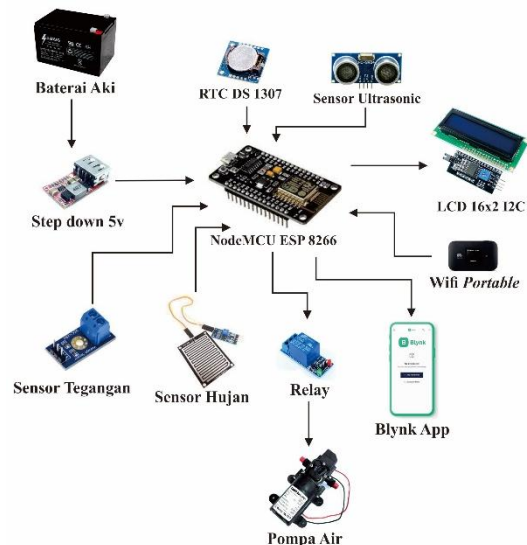 Baterai Aki
RTC DS 1307
Sensor Ultrasonic
Step down 5v
NodeMCU ESP 8266
LCD 16x2 I2C
Wifi Portable
Sensor Tegangan
Sensor Hujan
Relay
Blynk
Blynk App
Pompa Air